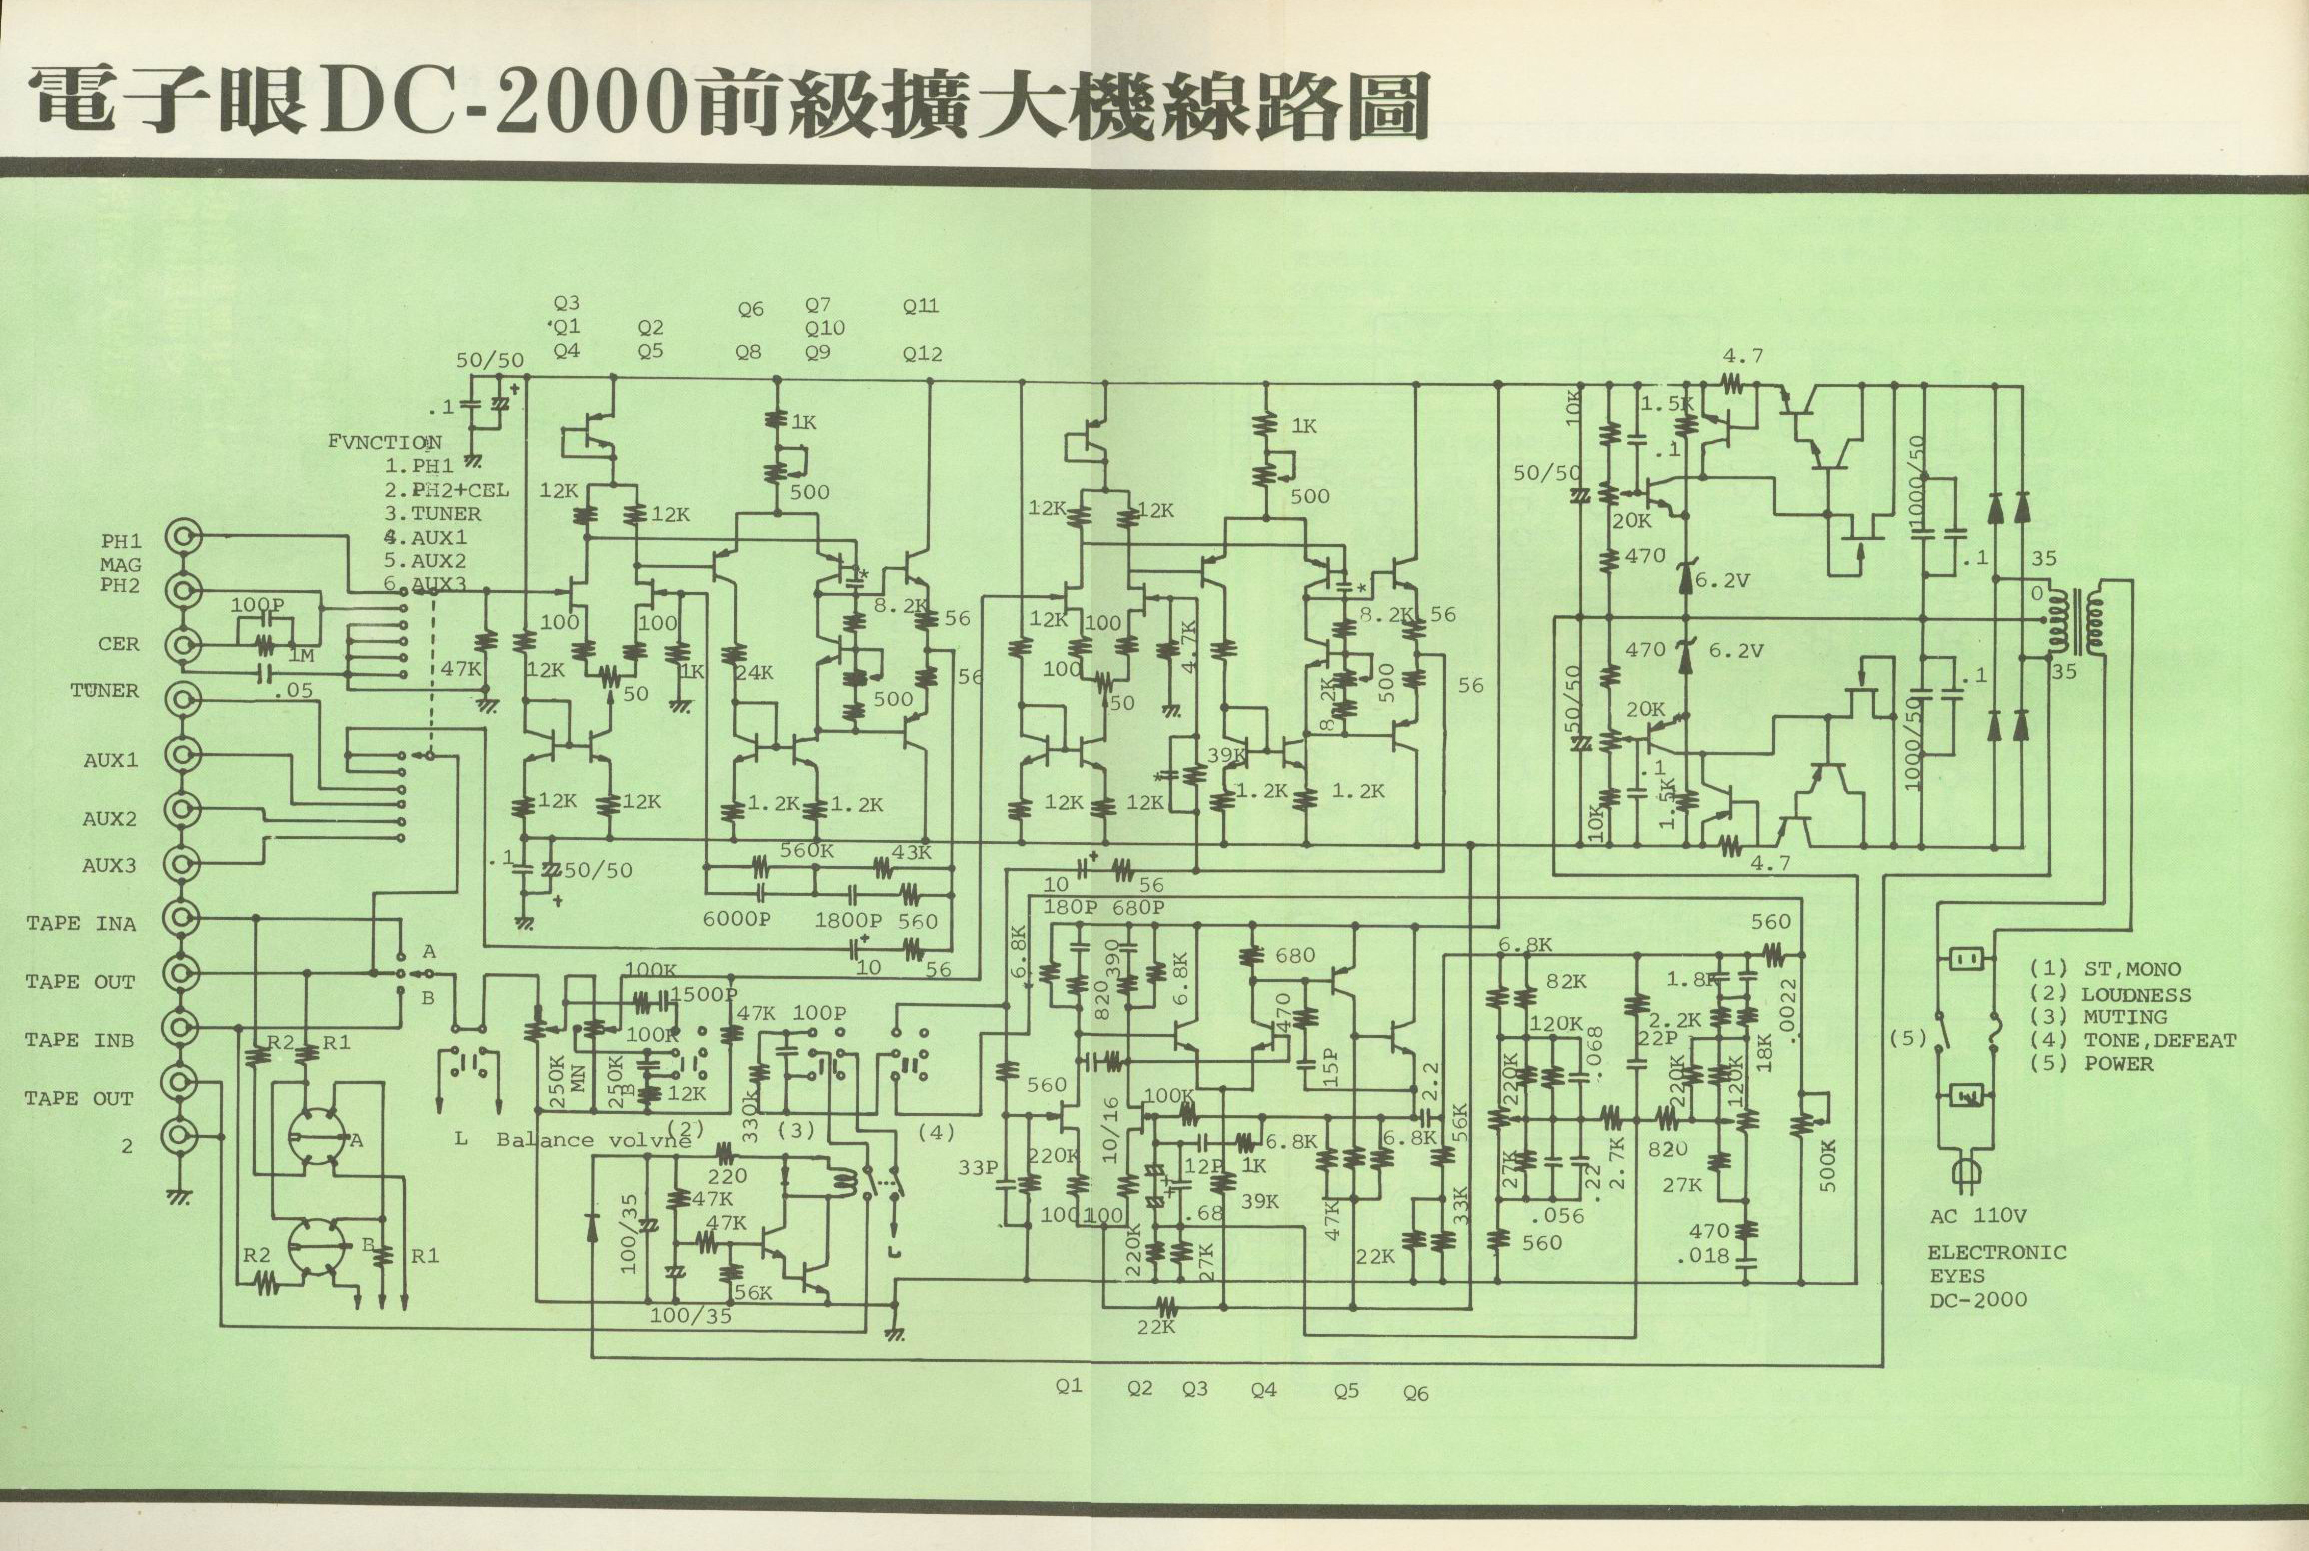 電子眼DC-2000前級擴大機線路圖
Q3
Q1
Q4
Q2
Q5
Q6
Q8
Q7
Q10
Q9
Q11
Q12
50/50
.1
FVNCTION
1.PH1
2.PH2+CEL
3.TUNER
4.AUX1
5.AUX2
6.AUX3
PH1
MAG
PH2
100P
CER
1M
.05
TUNER
AUX1
AUX2
AUX3
TAPE INA
TAPE OUT
TAPE INB
TAPE OUT
2
A
B
R2
R1
A
B
R2
R1
47K
12K
12K
12K
100
100
50
1K
12K
12K
.1
50/50
1K
500
24K
*
8.2K
500
56
56
1.2K
1.2K
560K
43K
6000P
1800P
560
10
56
12K
12K
12K
100
100
50
4.7K
*
12K
12K
1K
500
39K
1.2K
1.2K
*
8.2K
8.2K
500
56
56
10
56
4.7
10K
1.5K
.1
50/50
20K
470
6.2V
470
6.2V
20K
50/50
.1
10K
1.5K
4.7
1000/50
.1
1000/50
.1
35
0
35
100K
1500P
100K
250K
MN
250K
B
12K
47K
100P
330k
L
Balance volvne
(2)
(3)
(4)
220
47K
47K
100/35
100/35
56K
L
180P
680P
6.8K
820
390
6.8K
680
470
15P
560
33P
220K
100
100
10/16
100K
12P
1K
.68
39K
220K
27K
22K
6.8K
6.8K
47K
2.2
56K
33K
22K
6.8K
82K
120K
.068
220K
27K
.22
.056
560
22P
2.7K
820
1.8K
2.2K
220K
120K
18K
27K
470
.018
560
.0022
500K
Q1
Q2
Q3
Q4
Q5
Q6
(5)
(1) ST,MONO
(2) LOUDNESS
(3) MUTING
(4) TONE,DEFEAT
(5) POWER
AC 110V
ELECTRONIC
EYES
DC-2000